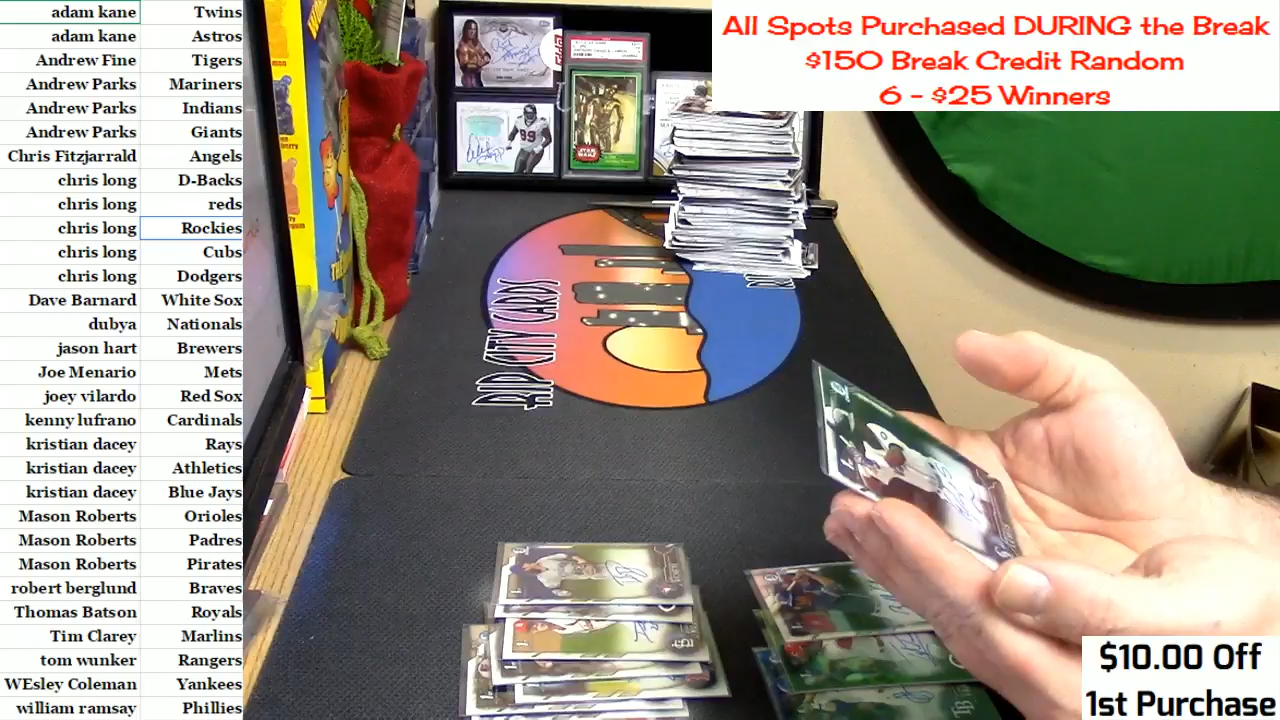 adam kane Twins
adam kane Astros
Andrew Fine Tigers
Andrew Parks Mariners
Andrew Parks Indians
Andrew Parks Giants
Chris Fitzjarrald Angels
chris long D-Backs
chris long reds
chris long Rockies
chris long Cubs
chris long Dodgers
Dave Barnard White Sox
dubya Nationals
jason hart Brewers
Joe Menario Mets
joey vilardo Red Sox
kenny lufrano Cardinals
kristian dacey Rays
kristian dacey Athletics
kristian dacey Blue Jays
Mason Roberts Orioles
Mason Roberts Padres
Mason Roberts Pirates
robert berglund Braves
Thomas Batson Royals
Tim Clarey Marlins
tom wunker Rangers
WEsley Coleman Yankees
william ramsay Phillies
All Spots Purchased DURING the Break
$150 Break Credit Random
6 - $25 Winners
99
STAR WARS
RIP CITY CARDS
$10.00 Off
1st Purchase